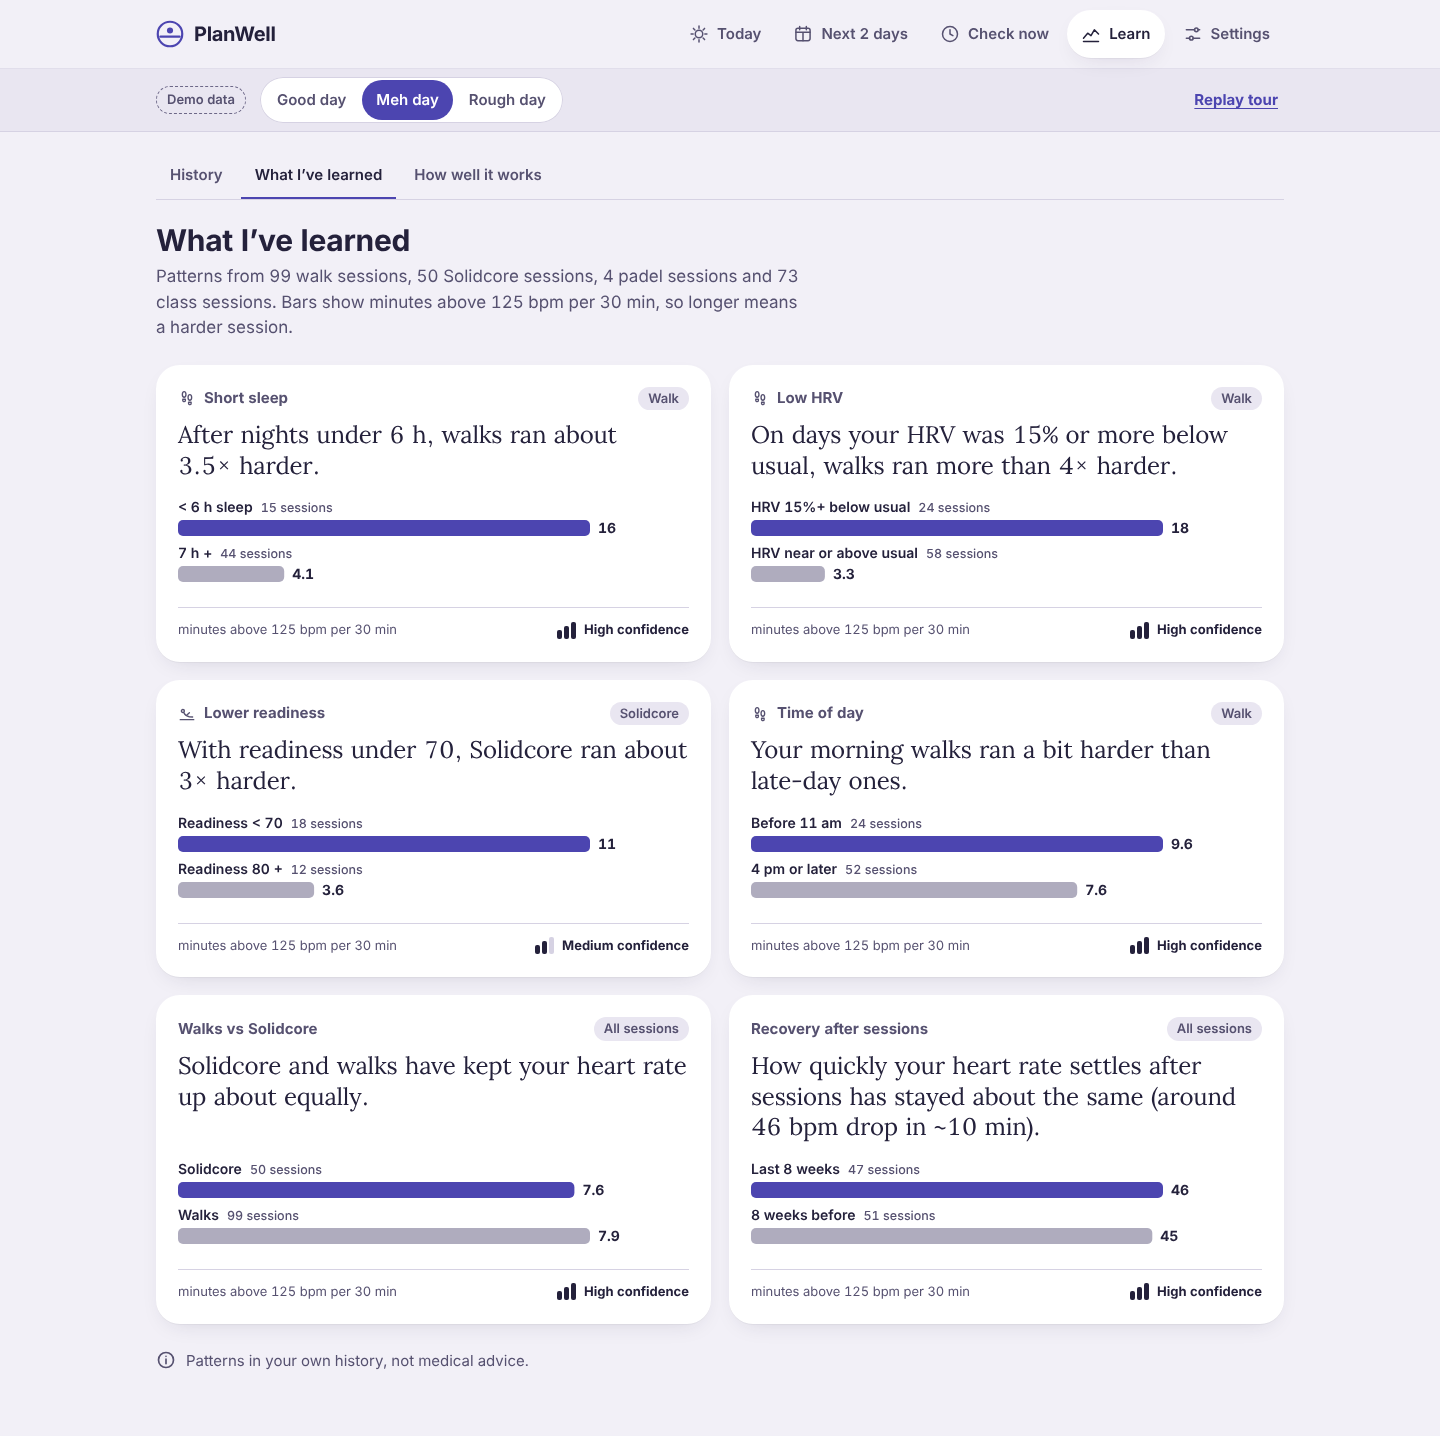 PlanWell
Today
Next 2 days
Check now
Learn
Settings
Demo data
Good day
Meh day
Rough day
Replay tour
History
What I’ve learned
How well it works
What I’ve learned
Patterns from 99 walk sessions, 50 Solidcore sessions, 4 padel sessions and 73
class sessions. Bars show minutes above 125 bpm per 30 min, so longer means
a harder session.
Short sleep
Walk
After nights under 6 h, walks ran about
3.5× harder.
< 6 h sleep 15 sessions
16
7 h + 44 sessions
4.1
minutes above 125 bpm per 30 min
High confidence
Low HRV
Walk
On days your HRV was 15% or more below
usual, walks ran more than 4× harder.
HRV 15%+ below usual 24 sessions
18
HRV near or above usual 58 sessions
3.3
minutes above 125 bpm per 30 min
High confidence
Lower readiness
Solidcore
With readiness under 70, Solidcore ran about
3× harder.
Readiness < 70 18 sessions
11
Readiness 80 + 12 sessions
3.6
minutes above 125 bpm per 30 min
Medium confidence
Time of day
Walk
Your morning walks ran a bit harder than
late-day ones.
Before 11 am 24 sessions
9.6
4 pm or later 52 sessions
7.6
minutes above 125 bpm per 30 min
High confidence
Walks vs Solidcore
All sessions
Solidcore and walks have kept your heart rate
up about equally.
Solidcore 50 sessions
7.6
Walks 99 sessions
7.9
minutes above 125 bpm per 30 min
High confidence
Recovery after sessions
All sessions
How quickly your heart rate settles after
sessions has stayed about the same (around
46 bpm drop in ~10 min).
Last 8 weeks 47 sessions
46
8 weeks before 51 sessions
45
minutes above 125 bpm per 30 min
High confidence
Patterns in your own history, not medical advice.